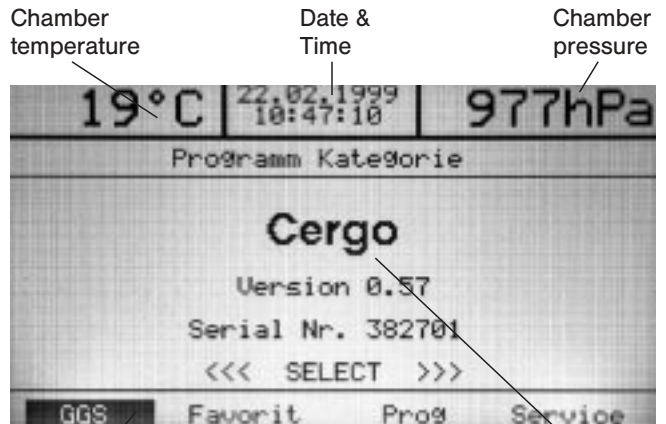 Chamber temperature
Date & Time
Chamber pressure
19°C
22.02.1999
10:47:10
977hPa
Programm Kategorie
Cergo
Version 0.57
Serial Nr. 382701
<<< SELECT >>>
GGS Favorit Prog Service